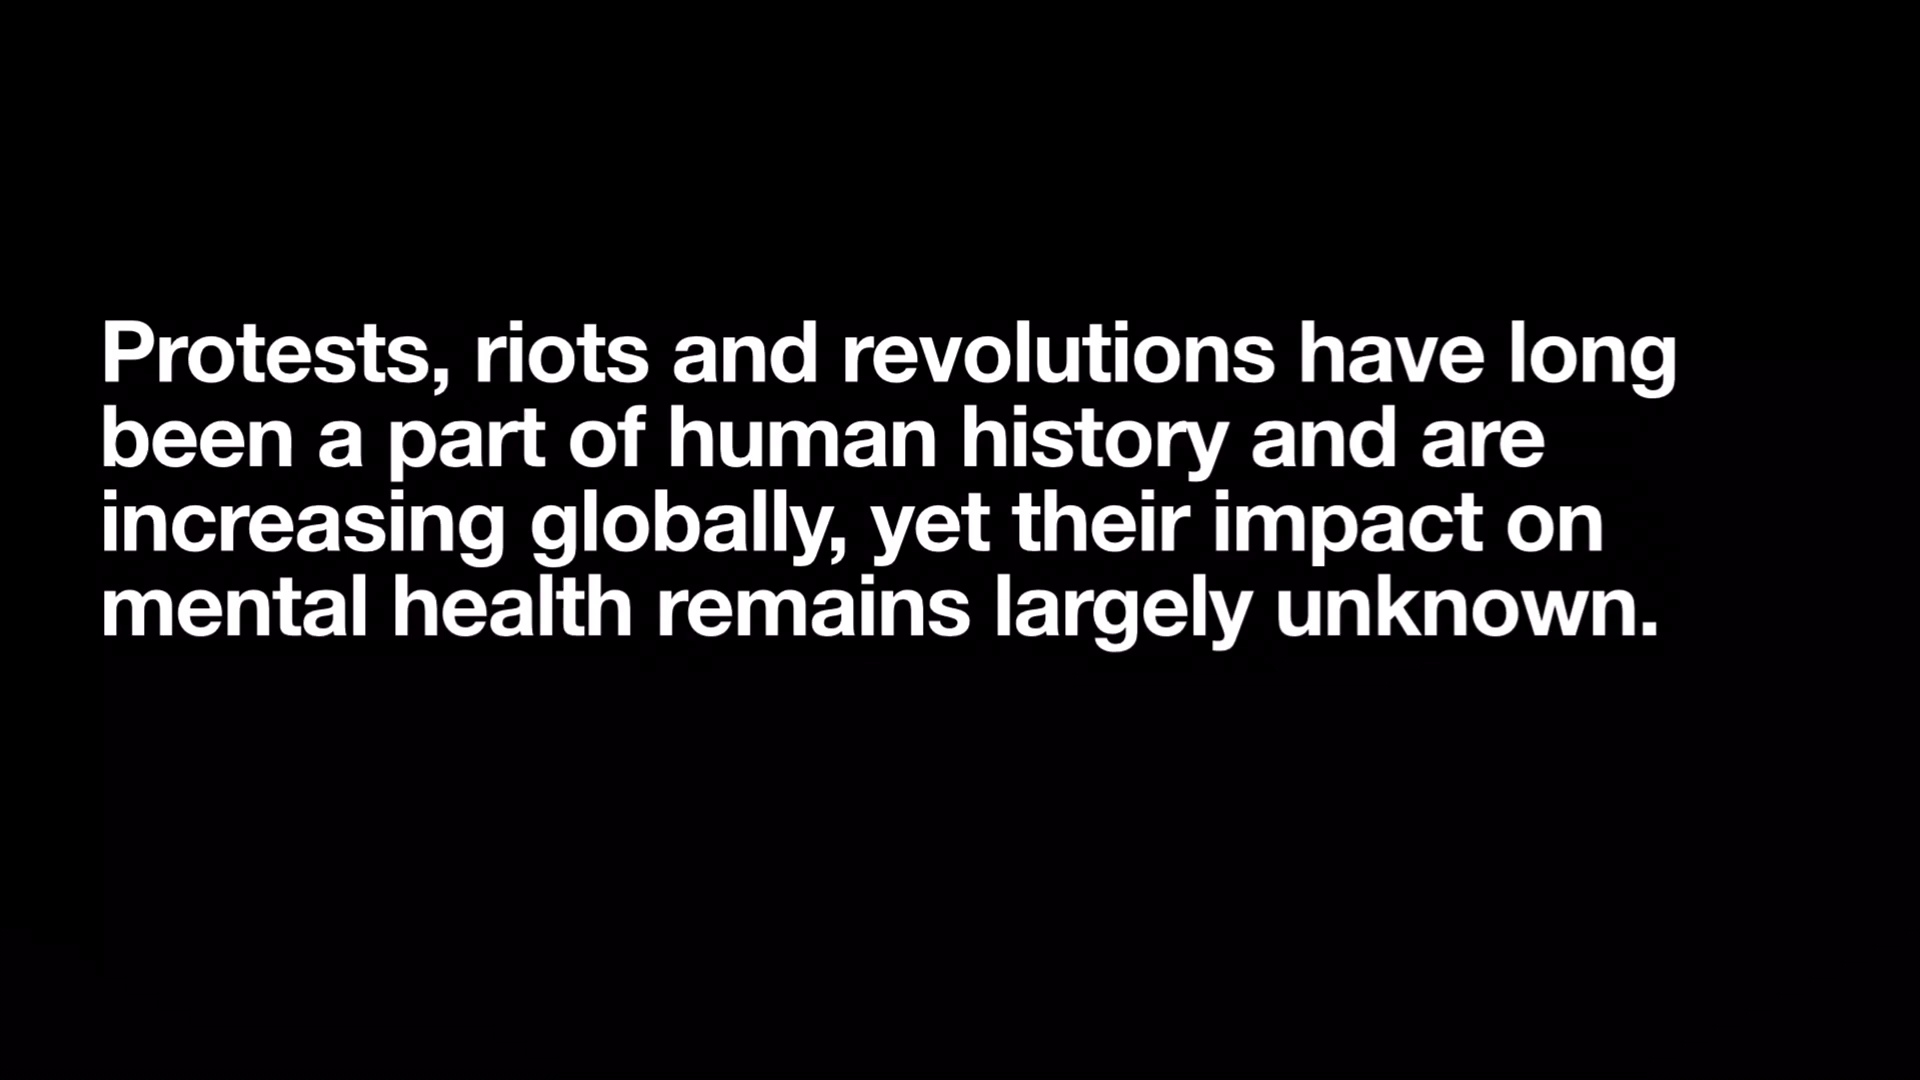 Protests, riots and revolutions have long
been a part of human history and are
increasing globally, yet their impact on
mental health remains largely unknown.